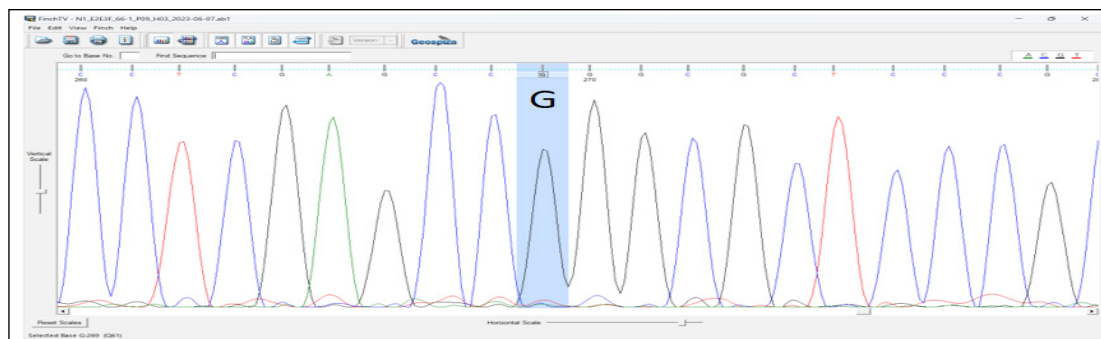 FinchTV - N1_E2E3F_66-1_P09_H03_2023-06-07.ab1
File Edit View Finch Help
Version
Geospiza
Go to Base No.
Find Sequence
A C G T
C C T C G A G C C G G G C G C T C C C G
260
270
G
Vertical
Scale
Reset Scales
Horizontal Scale
Selected Base G:269 (Q61)